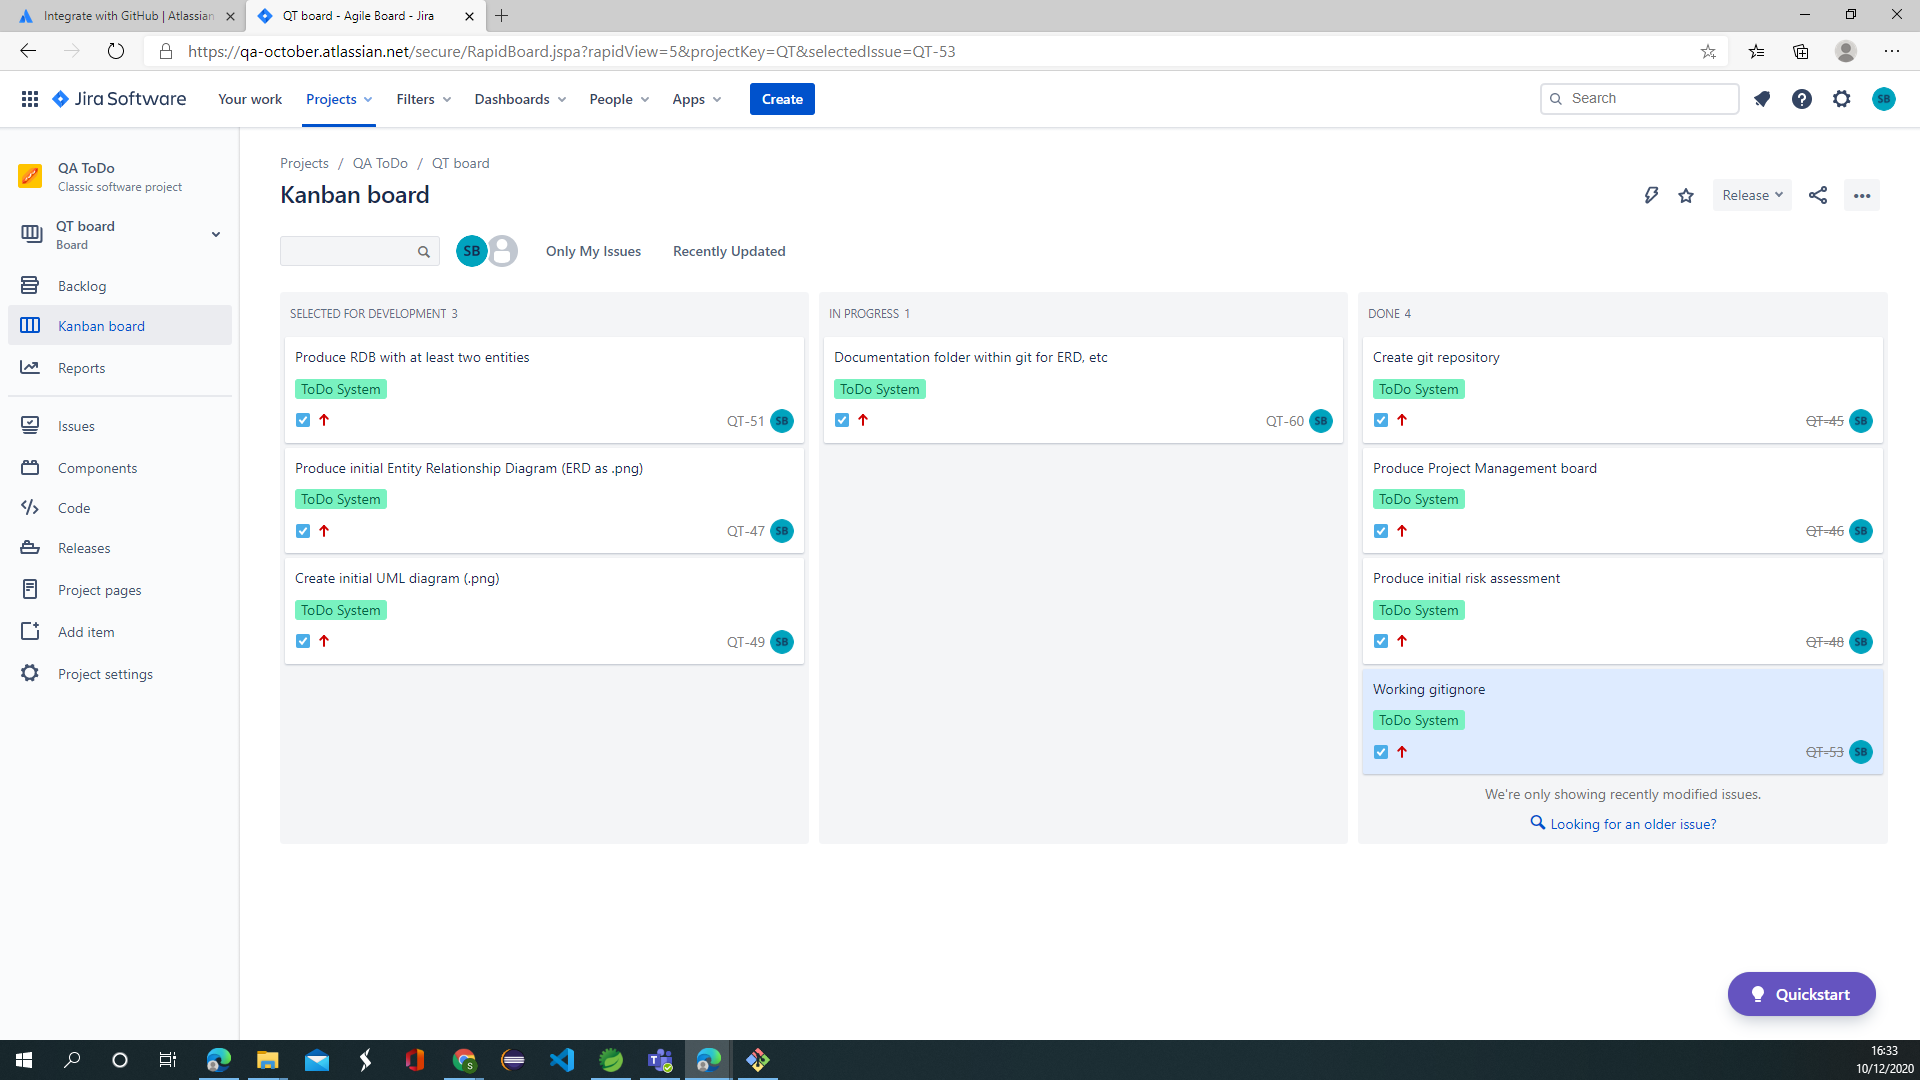 Integrate with GitHub | Atlassian
QT board - Agile Board - Jira
https://qa-october.atlassian.net/secure/RapidBoard.jspa?rapidView=5&projectKey=QT&selectedIssue=QT-53
Jira Software
Your work
Projects
Filters
Dashboards
People
Apps
Create
Search
SB
QA ToDo
Classic software project
QT board
Board
Backlog
Kanban board
Reports
Issues
Components
Code
Releases
Project pages
Add item
Project settings
Projects / QA ToDo / QT board
Kanban board
Release
SB
Only My Issues
Recently Updated
SELECTED FOR DEVELOPMENT 3
Produce RDB with at least two entities
ToDo System
QT-51 SB
Produce initial Entity Relationship Diagram (ERD as .png)
ToDo System
QT-47 SB
Create initial UML diagram (.png)
ToDo System
QT-49 SB
IN PROGRESS 1
Documentation folder within git for ERD, etc
ToDo System
QT-60 SB
DONE 4
Create git repository
ToDo System
QT-45 SB
Produce Project Management board
ToDo System
QT-46 SB
Produce initial risk assessment
ToDo System
QT-48 SB
Working gitignore
ToDo System
QT-53 SB
We're only showing recently modified issues.
Looking for an older issue?
Quickstart
16:33
10/12/2020